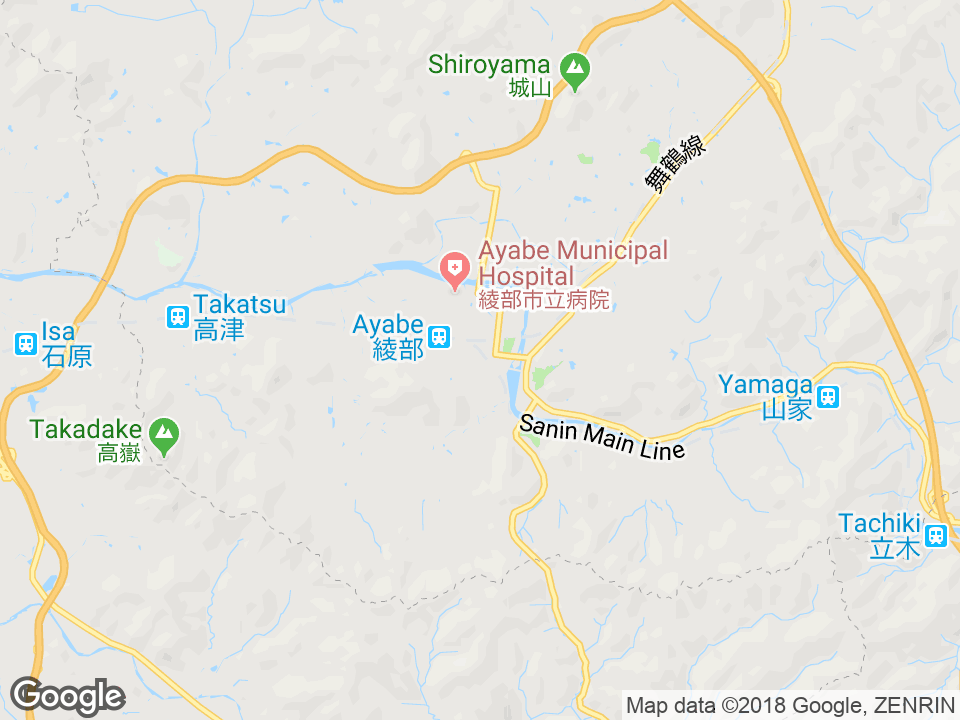 Shiroyama
城山
舞鶴線
Ayabe Municipal
Hospital
綾部市立病院
Takatsu
高津
Isa
石原
Ayabe
綾部
Yamaga
山家
Takadake
高嶽
Sanin Main Line
Tachiki
立木
Google
Map data ©2018 Google, ZENRIN